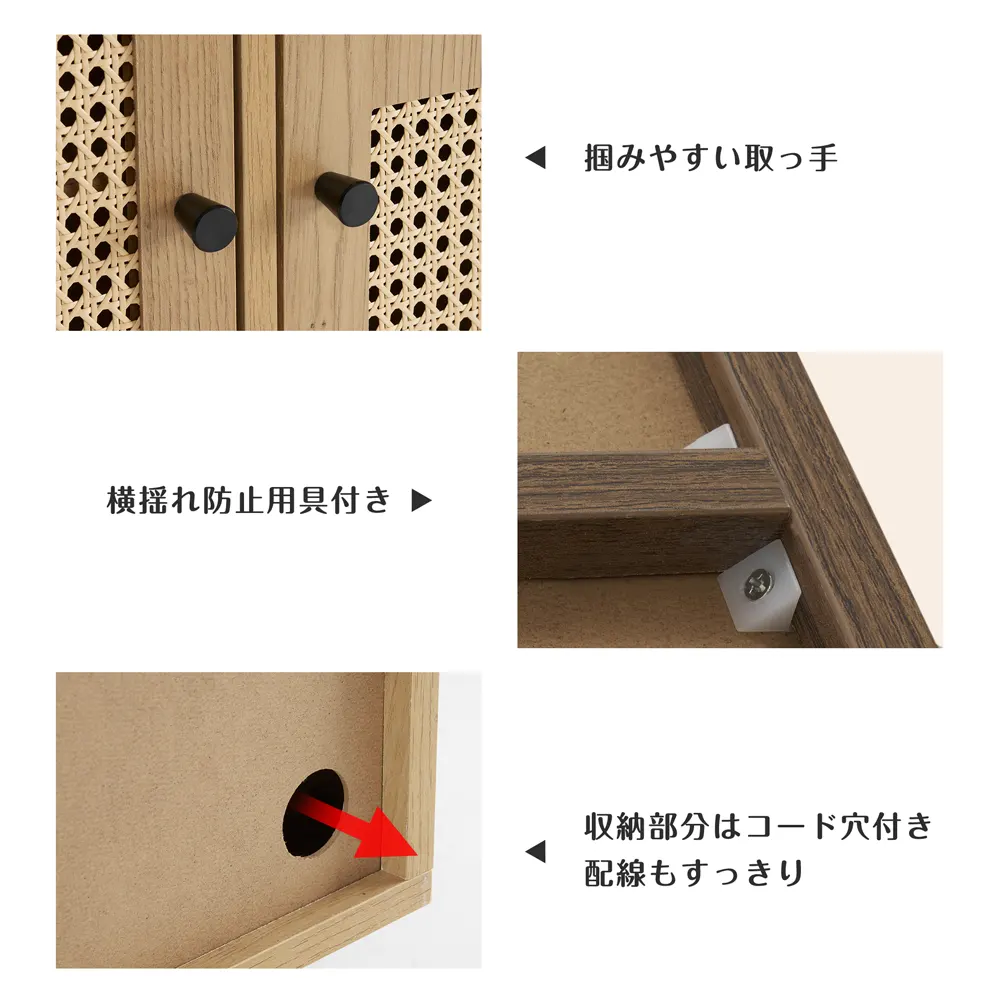 掴みやすい取っ手
横揺れ防止用具付き
収納部分はコード穴付き
配線もすっきり